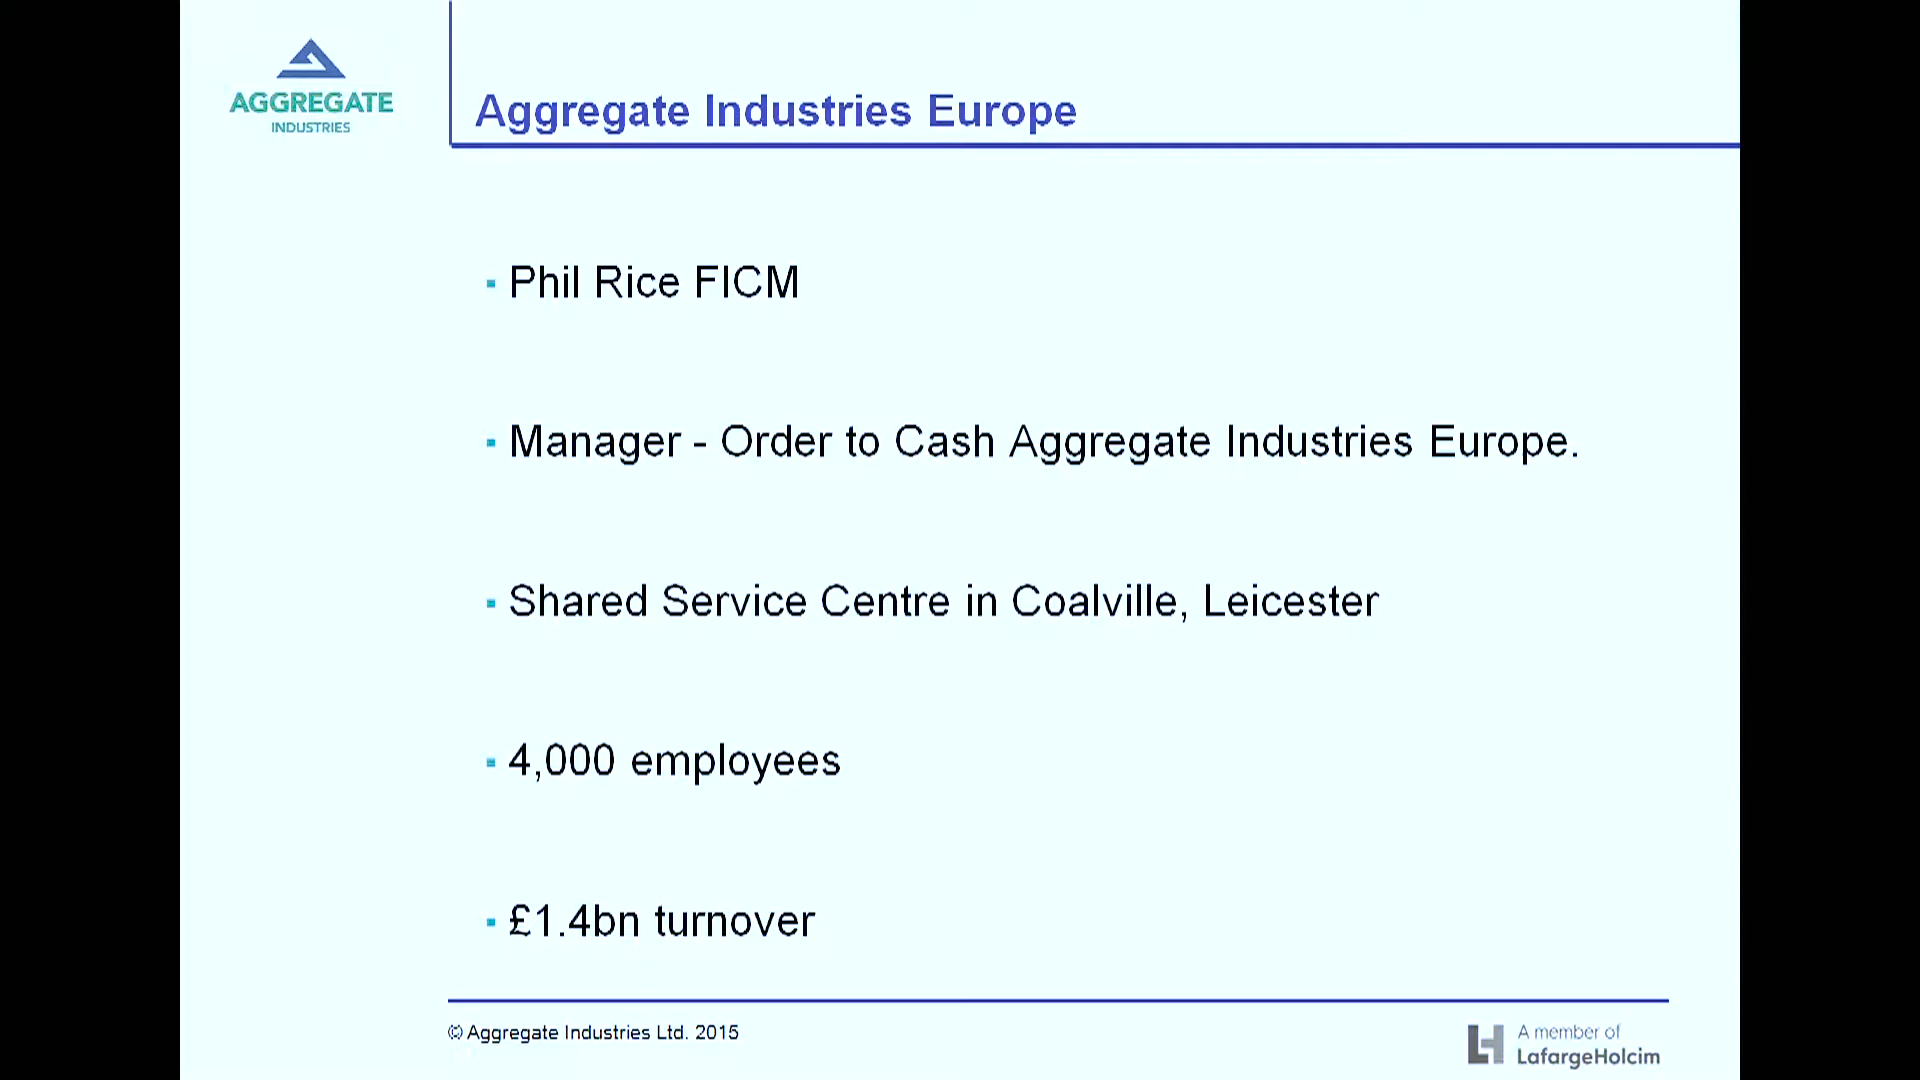 AGGREGATE
INDUSTRIES
Aggregate Industries Europe
Phil Rice FICM
Manager - Order to Cash Aggregate Industries Europe.
Shared Service Centre in Coalville, Leicester
4,000 employees
£1.4bn turnover
© Aggregate Industries Ltd. 2015
A member of
LafargeHolcim